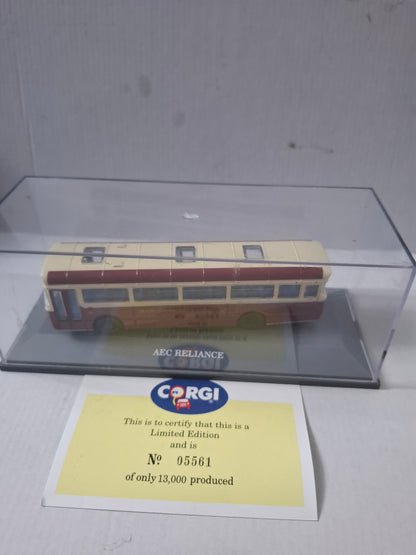 AEC RELIANCE
CORGI
This is to certify that this is a
Limited Edition
and is
No 05561
of only 13,000 produced